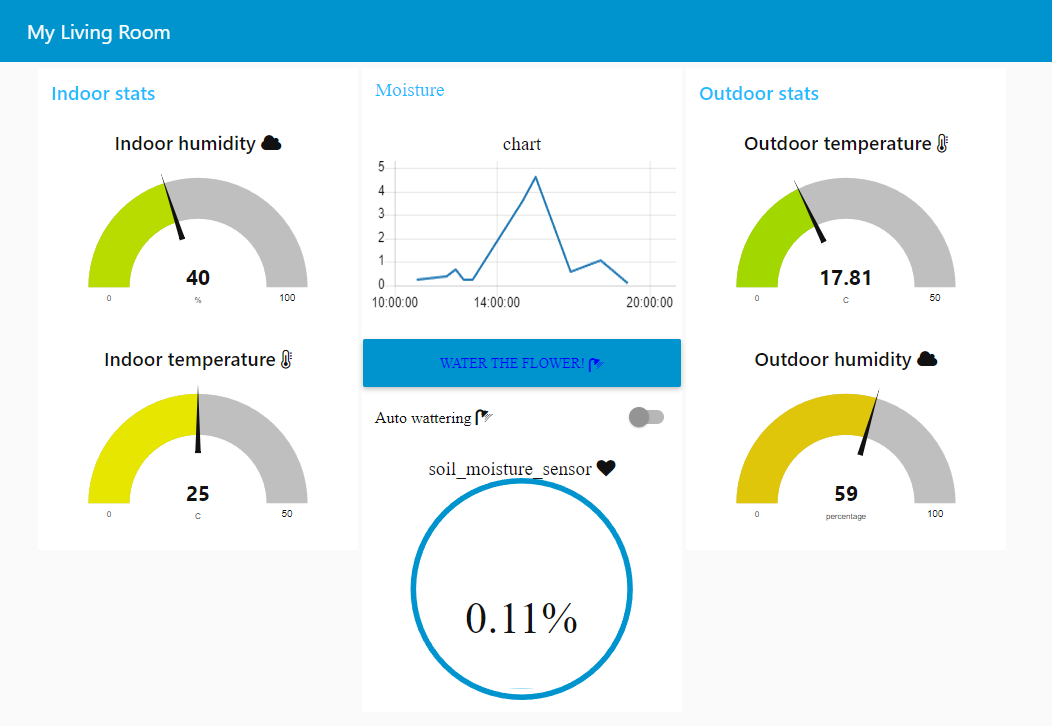 My Living Room
Indoor stats
Indoor humidity
40
%
0
100
Indoor temperature
25
C
0
50
Moisture
chart
5
4
3
2
1
0
10:00:00
14:00:00
20:00:00
WATER THE FLOWER!
Auto wattering
soil_moisture_sensor
0.11%
Outdoor stats
Outdoor temperature
17.81
C
0
50
Outdoor humidity
59
percentage
0
100